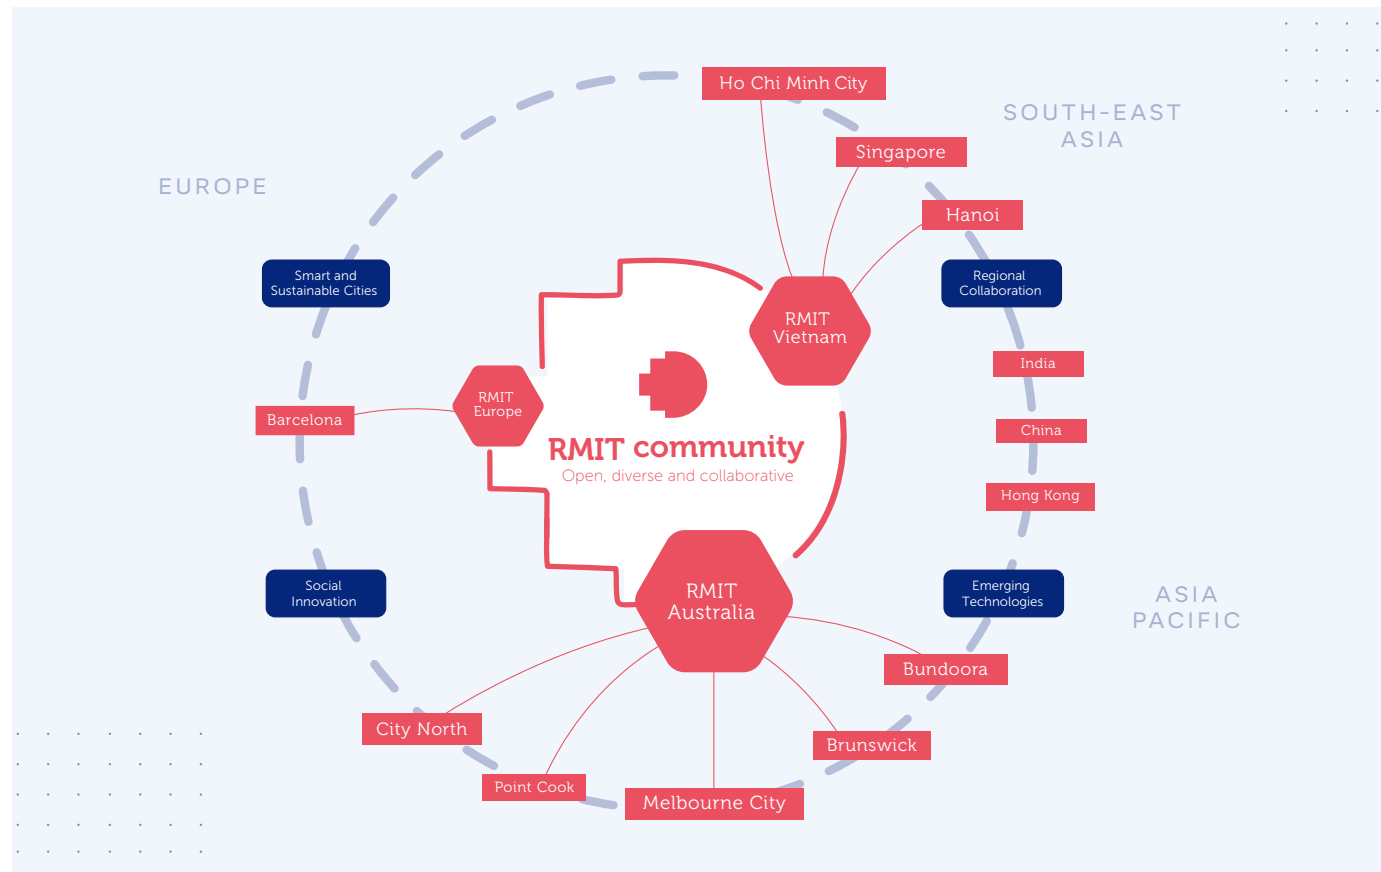 Ho Chi Minh City
SOUTH-EAST
ASIA
Singapore
EUROPE
Hanoi
Smart and
Sustainable Cities
Regional
Collaboration
RMIT
Vietnam
India
RMIT
Europe
Barcelona
China
RMIT community
Open, diverse and collaborative
Hong Kong
Social
Innovation
RMIT
Australia
Emerging
Technologies
ASIA
PACIFIC
Bundoora
City North
Brunswick
Point Cook
Melbourne City